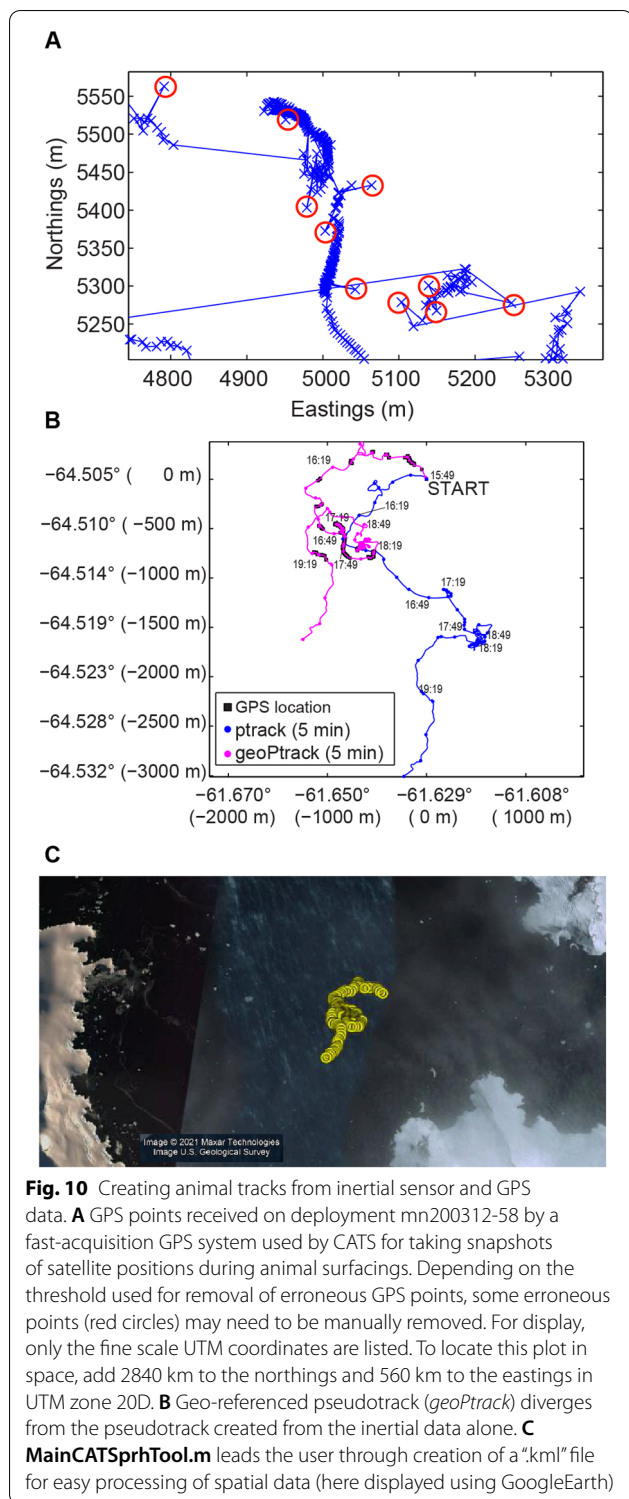 A
5550
5500
5450
5400
5350
5300
5250
Northings (m)
4800 4900 5000 5100 5200 5300
Eastings (m)
B
−64.505° ( 0 m)
−64.510° (−500 m)
−64.514° (−1000 m)
−64.519° (−1500 m)
−64.523° (−2000 m)
−64.528° (−2500 m)
−64.532° (−3000 m)
16:19
15:49
START
16:19
17:19
18:49
16:49
18:19
19:19
17:49
17:19
16:49
17:49
18:49
18:19
19:19
GPS location
ptrack (5 min)
geoPtrack (5 min)
−61.670° −61.650° −61.629° −61.608°
(−2000 m) (−1000 m) ( 0 m) ( 1000 m)
C
Image © 2021 Maxar Technologies
Image U.S. Geological Survey
Fig. 10 Creating animal tracks from inertial sensor and GPS
data. A GPS points received on deployment mn200312-58 by a
fast-acquisition GPS system used by CATS for taking snapshots
of satellite positions during animal surfacings. Depending on the
threshold used for removal of erroneous GPS points, some erroneous
points (red circles) may need to be manually removed. For display,
only the fine scale UTM coordinates are listed. To locate this plot in
space, add 2840 km to the northings and 560 km to the eastings in
UTM zone 20D. B Geo-referenced pseudotrack (geoPtrack) diverges
from the pseudotrack created from the inertial data alone. C
MainCATSprhTool.m leads the user through creation of a ".kml" file
for easy processing of spatial data (here displayed using GoogleEarth)